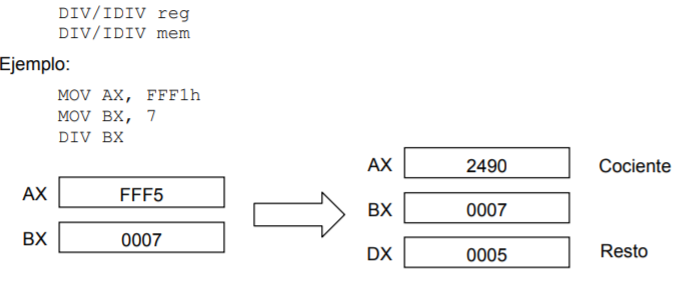 DIV/IDIV reg
DIV/IDIV mem
Ejemplo:
MOV AX, FFF1h
MOV BX, 7
DIV BX
AX FFF5
BX 0007
AX 2490 Cociente
BX 0007
DX 0005 Resto